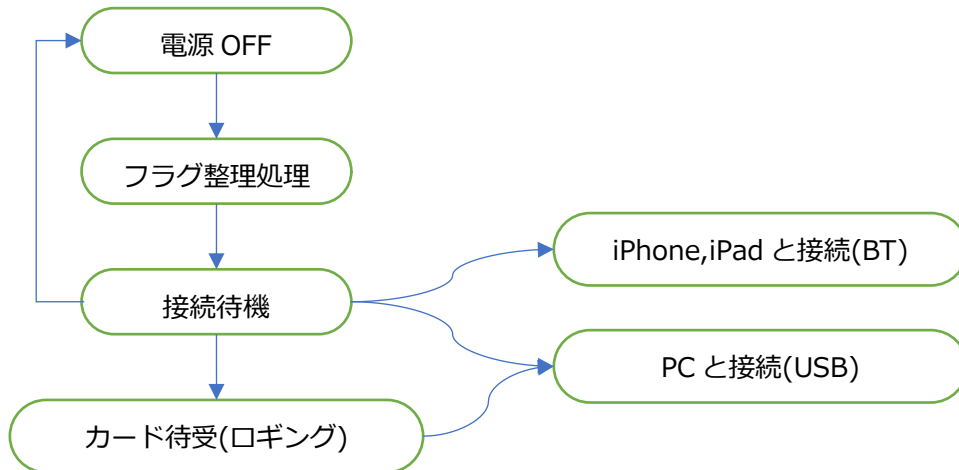 電源 OFF
フラグ整理処理
iPhone,iPad と接続(BT)
接続待機
PC と接続(USB)
カード待受(ロギング)